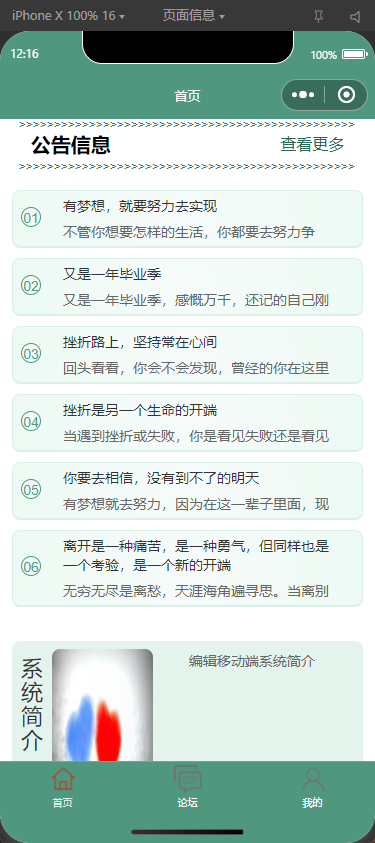 iPhone X 100% 16 页面信息
12:16 100%
首页
>>>>>>>>>>>>>>>>>>>>>>>>>>>>>>>>>>>>>>>>>>>>>>>>
公告信息 查看更多
>>>>>>>>>>>>>>>>>>>>>>>>>>>>>>>>>>>>>>>>>>>>>>>>
01 有梦想，就要努力去实现
不管你想要怎样的生活，你都要去努力争
02 又是一年毕业季
又是一年毕业季，感慨万千，还记的自己刚
03 挫折路上，坚持常在心间
回头看看，你会不会发现，曾经的你在这里
04 挫折是另一个生命的开端
当遇到挫折或失败，你是看见失败还是看见
05 你要去相信，没有到不了的明天
有梦想就去努力，因为在这一辈子里面，现
06 离开是一种痛苦，是一种勇气，但同样也是
一个考验，是一个新的开端
无穷无尽是离愁，天涯海角遍寻思。当离别
系统简介
编辑移动端系统简介
首页 论坛 我的